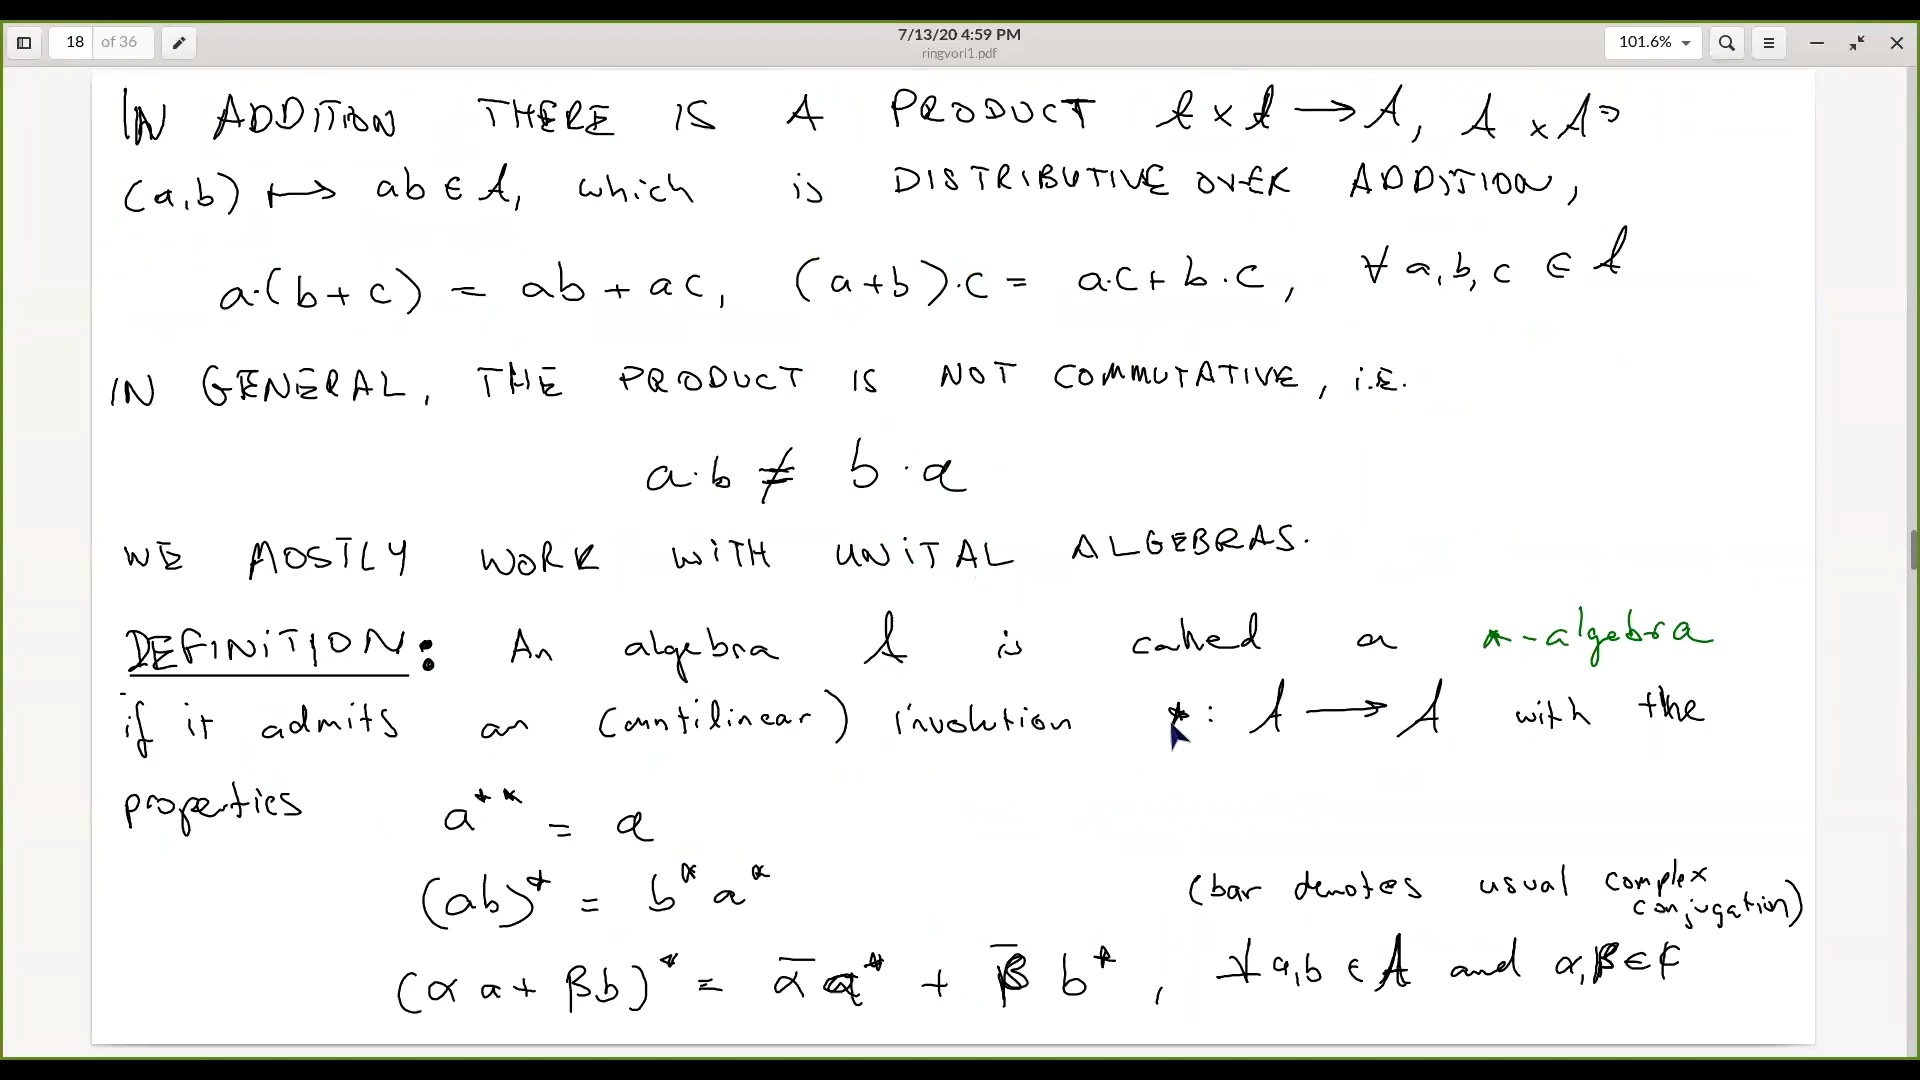 18 of 36
7/13/20 4:59 PM
ringvorl1.pdf
101.6%
IN ADDITION THERE IS A PRODUCT A × A → A, A × A ∋
(a,b) ↦ ab ∈ A, which is DISTRIBUTIVE OVER ADDITION,
a·(b+c) = ab + ac, (a+b)·c = a·c + b·c, ∀ a,b,c ∈ A
IN GENERAL, THE PRODUCT IS NOT COMMUTATIVE, i.E.
a·b ≠ b·a
WE MOSTLY WORK WITH UNITAL ALGEBRAS.
DEFINITION: An algebra A is called a *-algebra
if it admits an (antilinear) involution *: A → A with the
properties a** = a
(ab)* = b* a*
(bar denotes usual complex conjugation)
(α a + β b)* = ᾱ a* + β̄ b*, ∀ a,b ∈ A and α,β ∈ ℂ